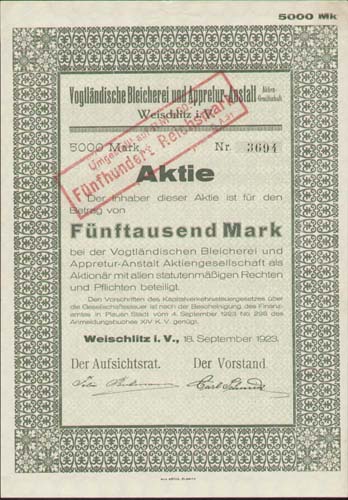 5000 Mk
Vogtländische Bleicherei und Appretur-Anstalt Aktien-Gesellschaft
Weischlitz i. V.
Fünfhundert Reichsmark
5000 Mark Nr. 3694
Aktie
Der Inhaber dieser Aktie ist für den
Betrag von
Fünftausend Mark
bei der Vogtländischen Bleicherei und
Appretur-Anstalt Aktiengesellschaft als
Aktionär mit allen statutenmäßigen Rechten
und Pflichten beteiligt.
Den Vorschriften des Kapitalverkehrsteuergesetzes über
die Gesellschaftssteuer ist nach der Bescheinigung des Finanz-
amtes in Plauen Stadt vom 4. September 1923 No 298 des
Anmeldungsbuches XIV K. V. genügt.
Weischlitz i. V., 18. September 1923.
Der Aufsichtsrat. Der Vorstand.